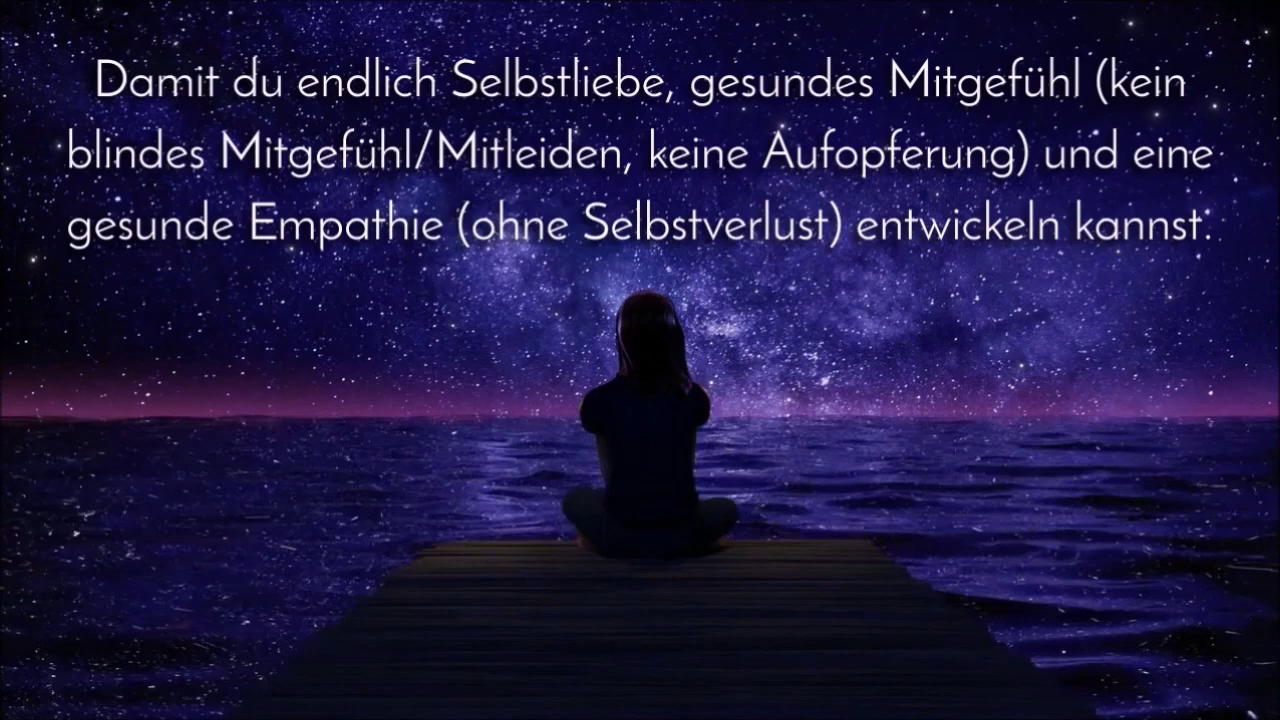 Damit du endlich Selbstliebe, gesundes Mitgefühl (kein
blindes Mitgefühl/Mitleiden, keine Aufopferung) und eine
gesunde Empathie (ohne Selbstverlust) entwickeln kannst.